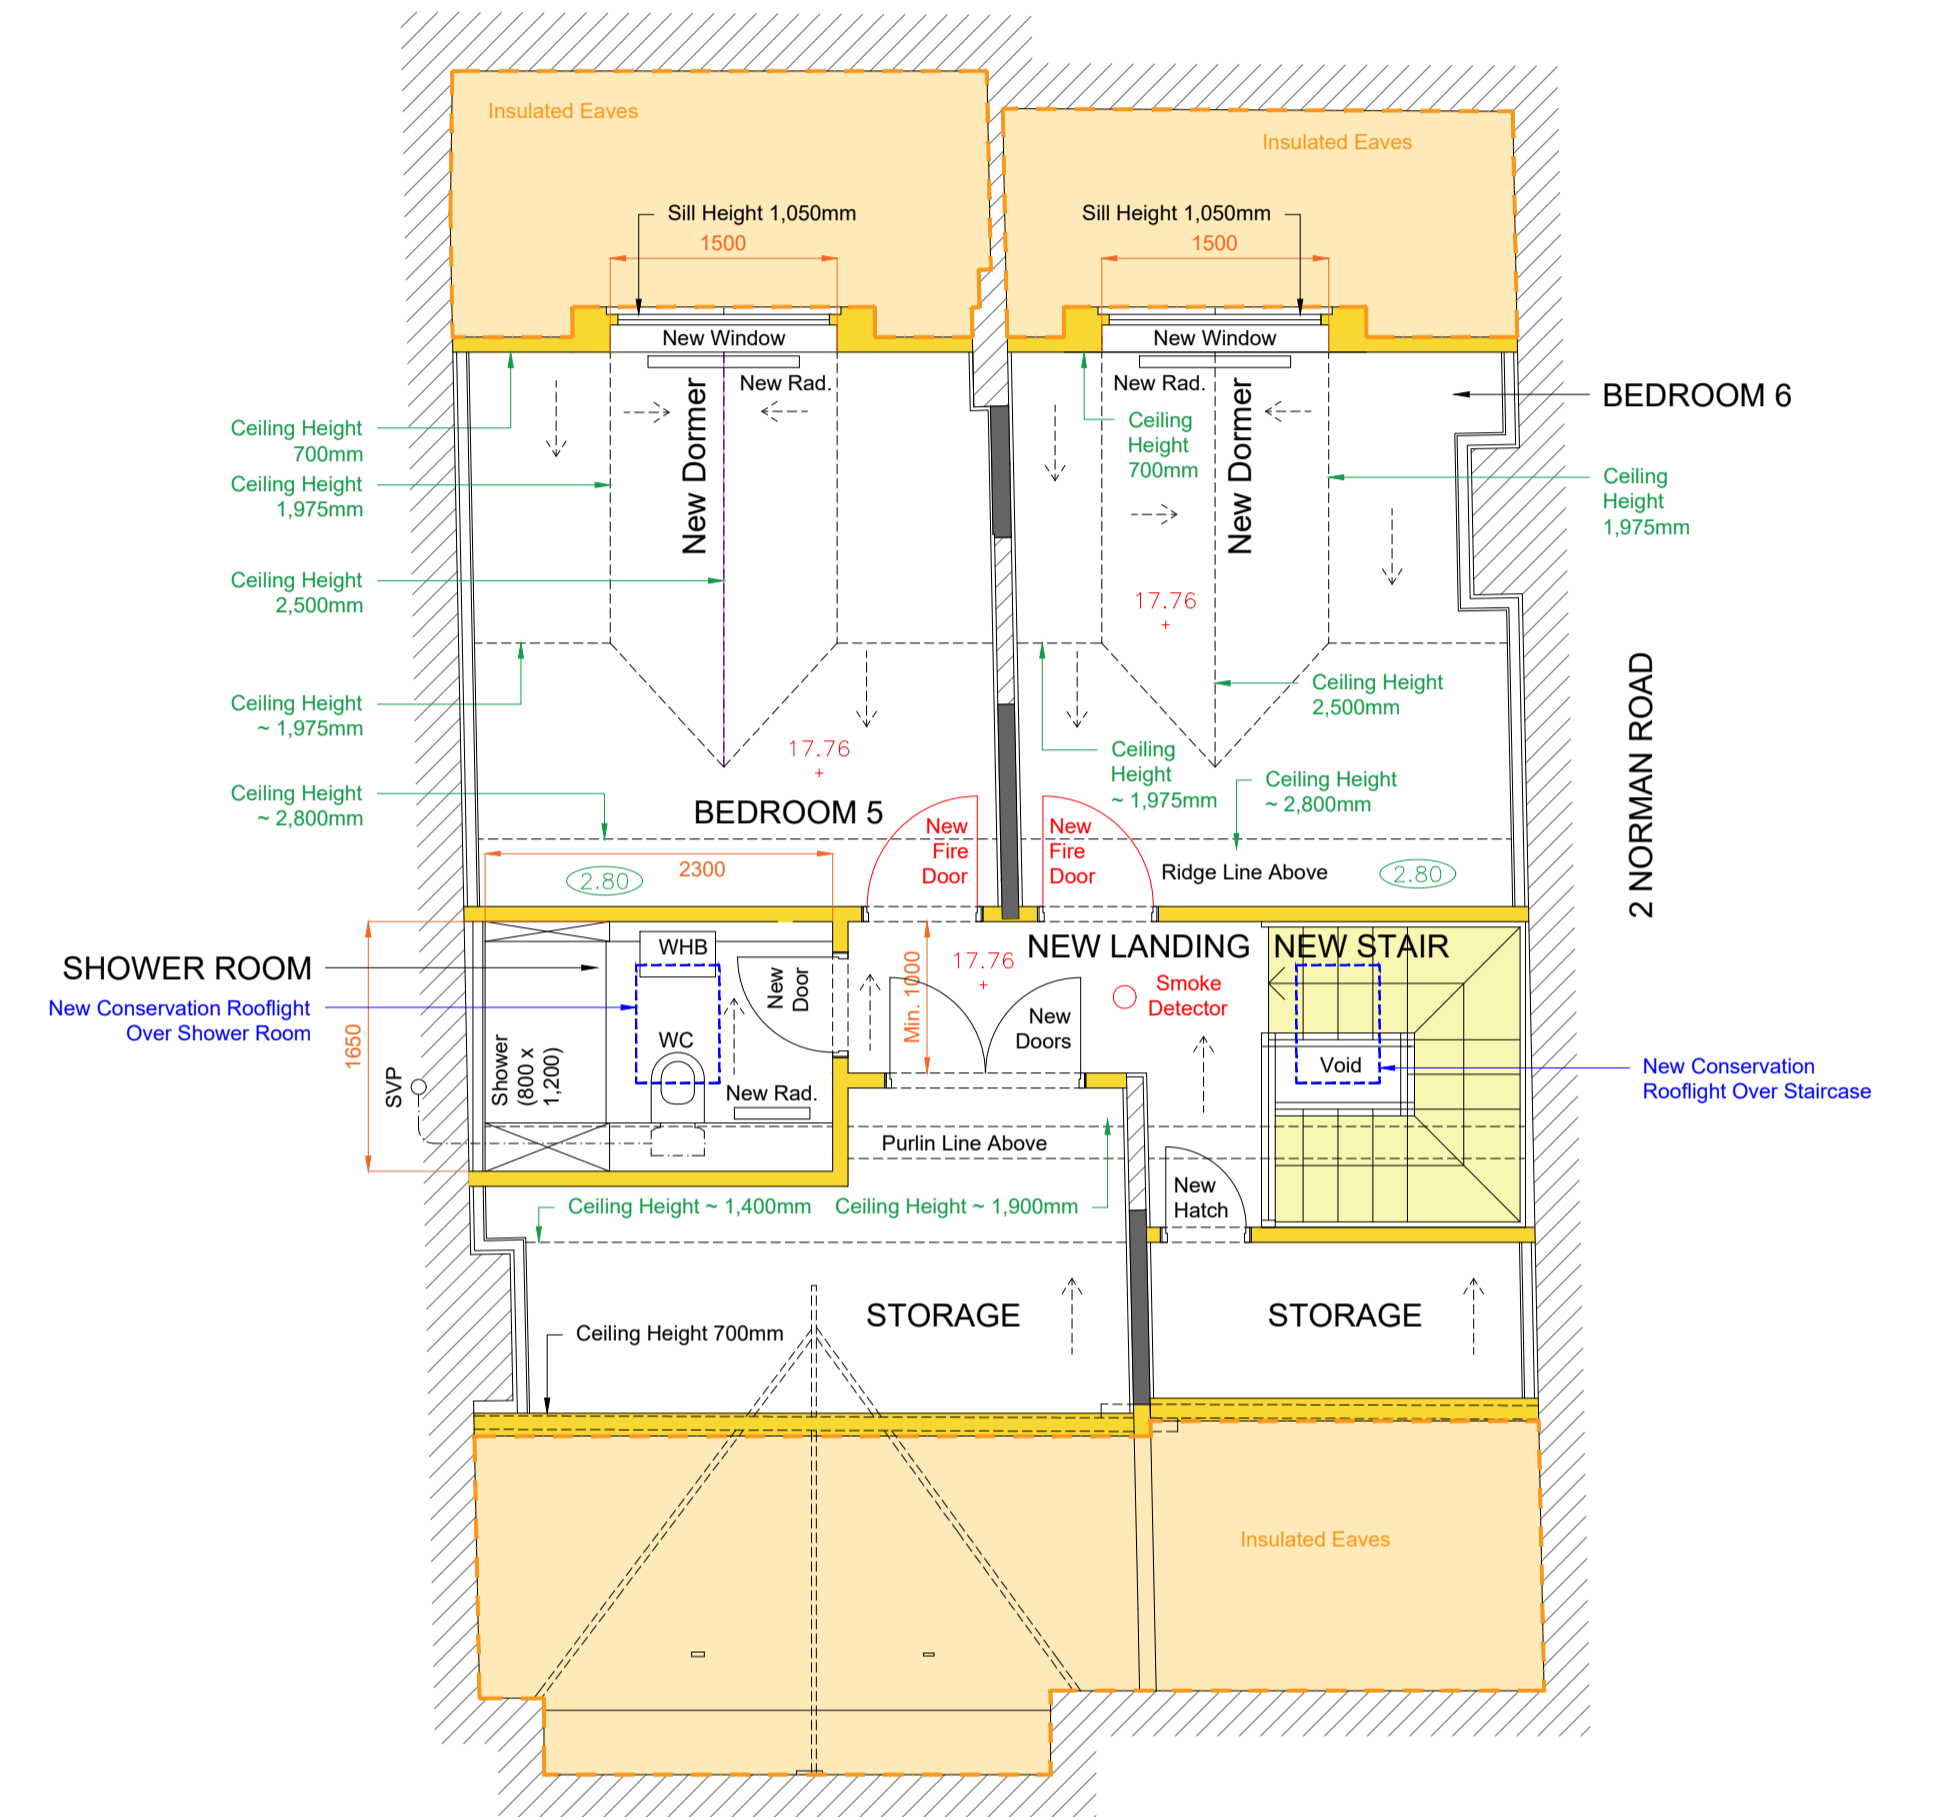 Insulated Eaves
Insulated Eaves
Sill Height 1,050mm
1500
Sill Height 1,050mm
1500
New Window
New Window
New Rad.
New Rad.
New Dormer
New Dormer
BEDROOM 6
Ceiling Height
700mm
Ceiling Height
1,975mm
Ceiling
Height
700mm
Ceiling
Height
1,975mm
Ceiling Height
2,500mm
17.76
Ceiling Height
~ 1,975mm
Ceiling Height
2,500mm
17.76
Ceiling
Height
~ 1,975mm
Ceiling Height
~ 2,800mm
Ceiling Height
~ 2,800mm
BEDROOM 5
New
Fire
Door
New
Fire
Door
2300
2.80
Ridge Line Above
2.80
2 NORMAN ROAD
SHOWER ROOM
WHB
New
Door
Min. 1000
17.76
NEW LANDING
NEW STAIR
Smoke
Detector
New Conservation Rooflight
Over Shower Room
1650
SVP
Shower
(800 x
1,200)
WC
New Rad.
New
Doors
Void
New Conservation
Rooflight Over Staircase
Purlin Line Above
New
Hatch
Ceiling Height ~ 1,400mm
Ceiling Height ~ 1,900mm
STORAGE
STORAGE
Ceiling Height 700mm
Insulated Eaves